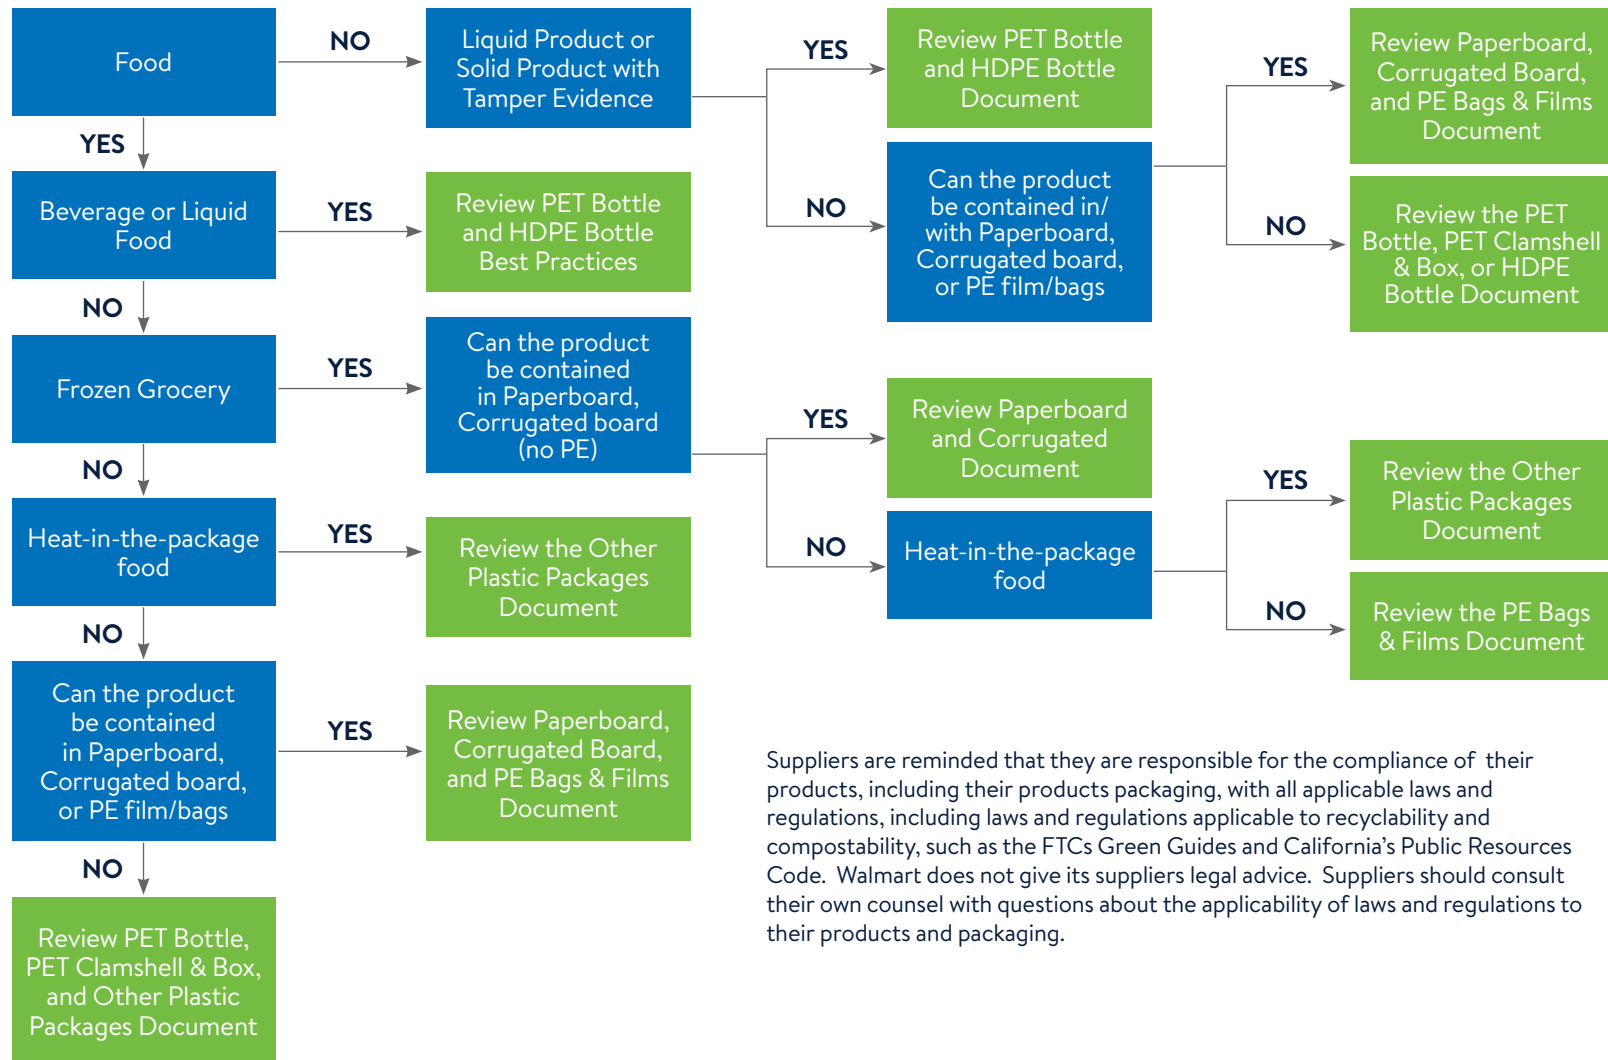 Food
NO
Liquid Product or
Solid Product with
Tamper Evidence
YES
Review PET Bottle
and HDPE Bottle
Document
YES
Review Paperboard,
Corrugated Board,
and PE Bags & Films
Document
YES
Beverage or Liquid
Food
YES
Review PET Bottle
and HDPE Bottle
Best Practices
NO
Can the product
be contained in/
with Paperboard,
Corrugated board,
or PE film/bags
NO
Review the PET
Bottle, PET Clamshell
& Box, or HDPE
Bottle Document
NO
Frozen Grocery
YES
Can the product
be contained
in Paperboard,
Corrugated board
(no PE)
YES
Review Paperboard
and Corrugated
Document
NO
Heat-in-the-package
food
YES
Review the Other
Plastic Packages
Document
NO
Review the PE Bags
& Films Document
NO
Heat-in-the-package
food
YES
Review the Other
Plastic Packages
Document
NO
Can the product
be contained
in Paperboard,
Corrugated board,
or PE film/bags
YES
Review Paperboard,
Corrugated Board,
and PE Bags & Films
Document
NO
Review PET Bottle,
PET Clamshell & Box,
and Other Plastic
Packages Document
Suppliers are reminded that they are responsible for the compliance of their
products, including their products packaging, with all applicable laws and
regulations, including laws and regulations applicable to recyclability and
compostability, such as the FTCs Green Guides and California’s Public Resources
Code. Walmart does not give its suppliers legal advice. Suppliers should consult
their own counsel with questions about the applicability of laws and regulations to
their products and packaging.